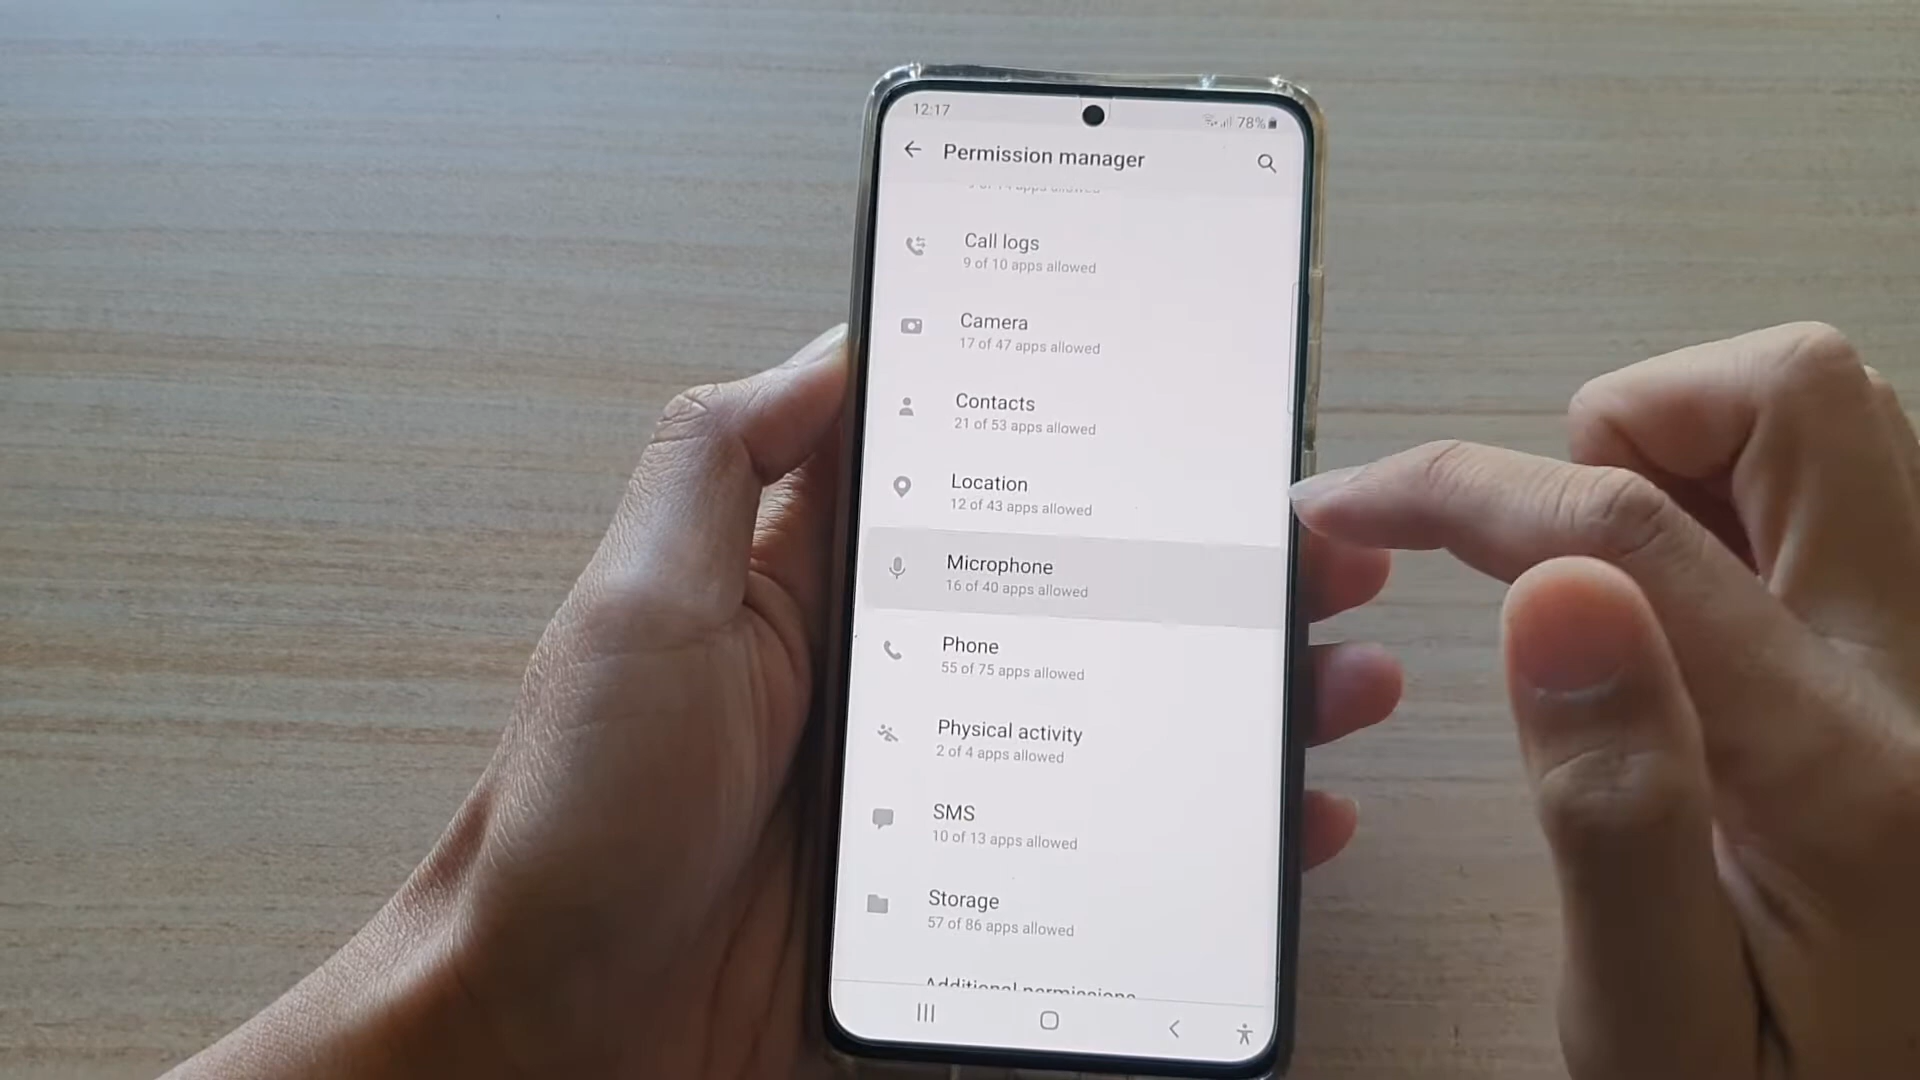 12:17
78%
Permission manager
apps allowed
Call logs
9 of 10 apps allowed
Camera
17 of 47 apps allowed
Contacts
21 of 53 apps allowed
Location
12 of 43 apps allowed
Microphone
16 of 40 apps allowed
Phone
55 of 75 apps allowed
Physical activity
2 of 4 apps allowed
SMS
10 of 13 apps allowed
Storage
57 of 86 apps allowed
Additional permissions